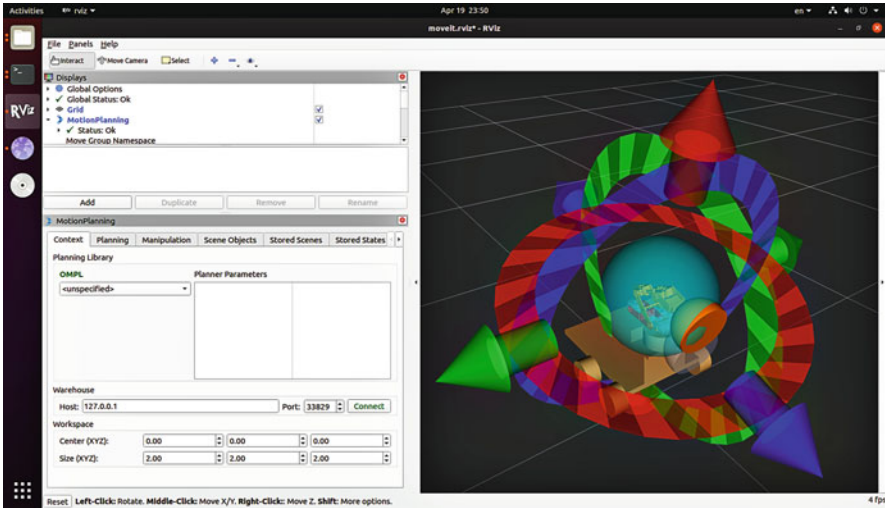 Activities
rviz
Apr 19 23:50
en
moveit.rviz* - RViz
File Panels Help
Interact Move Camera Select
Displays
Global Options
Global Status: Ok
Grid
MotionPlanning
Status: Ok
Move Group Namespace
Add Duplicate Remove Rename
MotionPlanning
Context Planning Manipulation Scene Objects Stored Scenes Stored States
Planning Library
OMPL
Planner Parameters
<unspecified>
Warehouse
Host: 127.0.0.1 Port: 33829 Connect
Workspace
Center (XYZ): 0.00 0.00 0.00
Size (XYZ): 2.00 2.00 2.00
Reset Left-Click: Rotate. Middle-Click: Move X/Y. Right-Click:: Move Z. Shift: More options.
4 fps
RViz